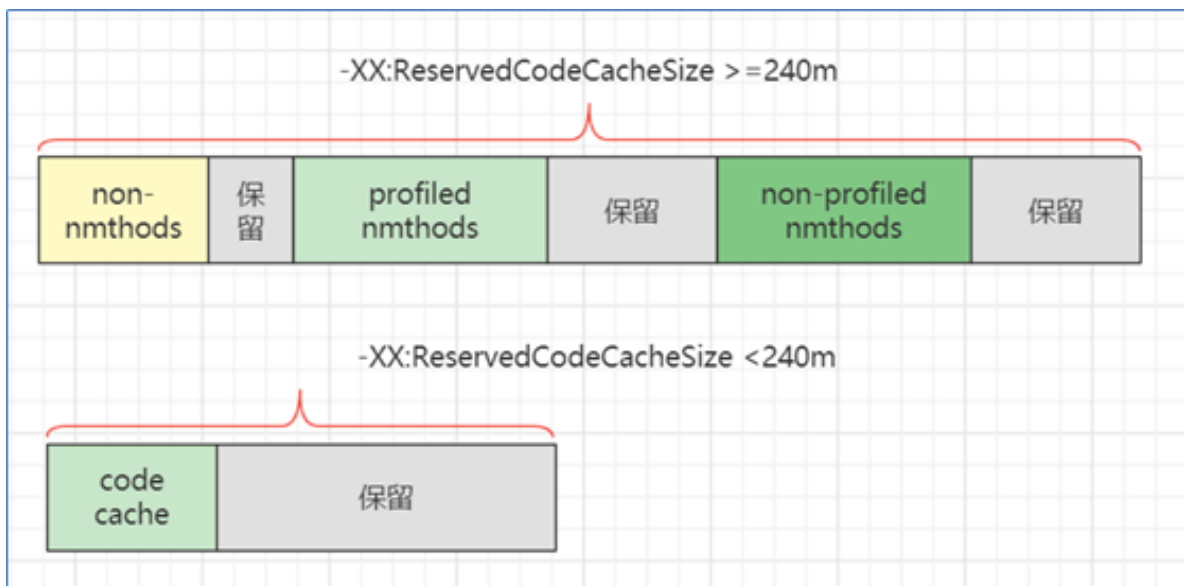 -XX:ReservedCodeCacheSize >=240m
non-
nmthods
保
留
profiled
nmthods
保留
non-profiled
nmthods
保留
-XX:ReservedCodeCacheSize <240m
code
cache
保留